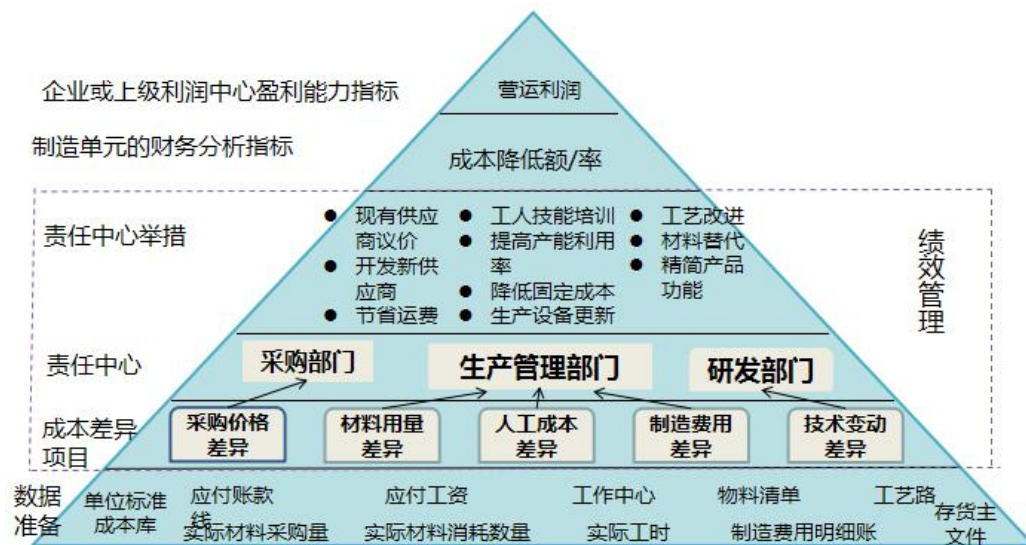 企业或上级利润中心盈利能力指标
营运利润
制造单元的财务分析指标
成本降低额/率
责任中心举措
● 现有供应
商议价
● 开发新供
应商
● 节省运费
● 工人技能培训
● 提高产能利用
率
● 降低固定成本
● 生产设备更新
● 工艺改进
● 材料替代
● 精简产品
功能
绩效管理
责任中心
采购部门
生产管理部门
研发部门
成本差异
项目
采购价格
差异
材料用量
差异
人工成本
差异
制造费用
差异
技术变动
差异
数据
准备
单位标准
成本库
应付账款 应付工资 工作中心 物料清单 工艺路
线
实际材料采购量 实际材料消耗数量 实际工时 制造费用明细账
存货主
文件